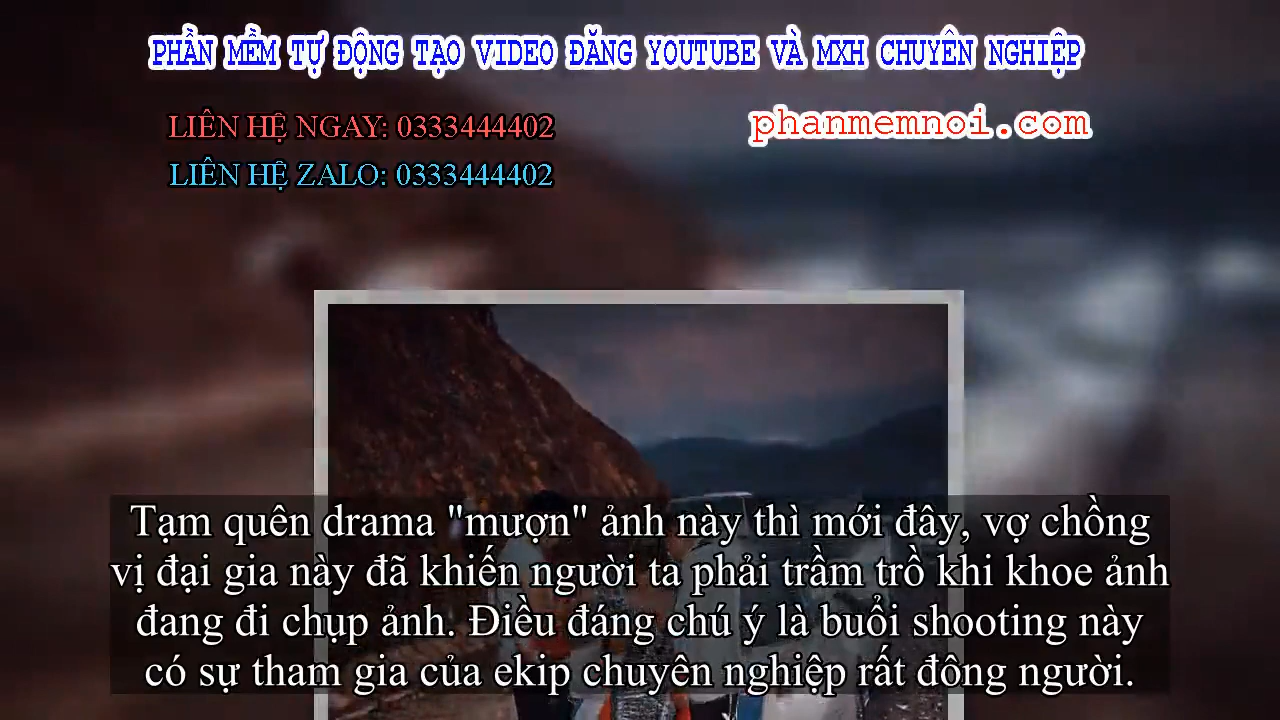 PHẦN MỀM TỰ ĐỘNG TẠO VIDEO ĐĂNG YOUTUBE VÀ MXH CHUYÊN NGHIỆP
LIÊN HỆ NGAY: 0333444402
phanmemnoi.com
LIÊN HỆ ZALO: 0333444402
Tạm quên drama "mượn" ảnh này thì mới đây, vợ chồng
vị đại gia này đã khiến người ta phải trầm trồ khi khoe ảnh
đang đi chụp ảnh. Điều đáng chú ý là buổi shooting này
có sự tham gia của ekip chuyên nghiệp rất đông người.